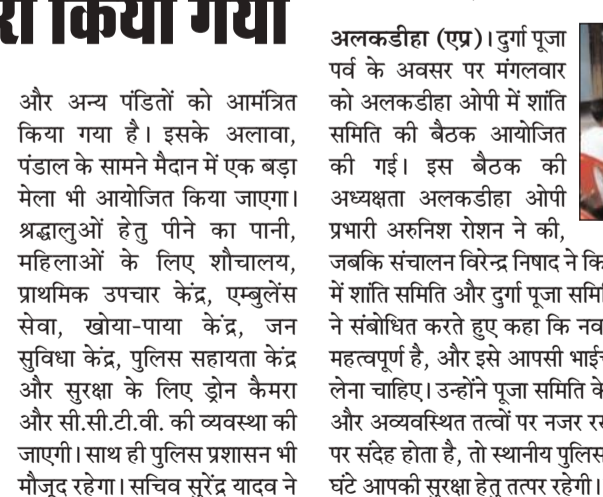 किया गया
और अन्य पंडितों को आमंत्रित
किया गया है। इसके अलावा,
पंडाल के सामने मैदान में एक बड़ा
मेला भी आयोजित किया जाएगा।
श्रद्धालुओं हेतु पीने का पानी,
महिलाओं के लिए शौचालय,
प्राथमिक उपचार केंद्र, एम्बुलेंस
सेवा, खोया-पाया केंद्र, जन
सुविधा केंद्र, पुलिस सहायता केंद्र
और सुरक्षा के लिए ड्रोन कैमरा
और सी.सी.टी.वी. की व्यवस्था की
जाएगी। साथ ही पुलिस प्रशासन भी
मौजूद रहेगा। सचिव सुरेंद्र यादव ने
अलकडीहा (एप्र)। दुर्गा पूजा
पर्व के अवसर पर मंगलवार
को अलकडीहा ओपी में शांति
समिति की बैठक आयोजित
की गई। इस बैठक की
अध्यक्षता अलकडीहा ओपी
प्रभारी अरुनिश रोशन ने की,
जबकि संचालन विरेन्द्र निषाद ने
में शांति समिति और दुर्गा पूजा
ने संबोधित करते हुए कहा कि
महत्वपूर्ण है, और इसे आपसी
लेना चाहिए। उन्होंने पूजा समिति
और अव्यवस्थित तत्वों पर नजर
पर संदेह होता है, तो स्थानीय पुलिस
घंटे आपकी सुरक्षा हेतु तत्पर रहेगी।